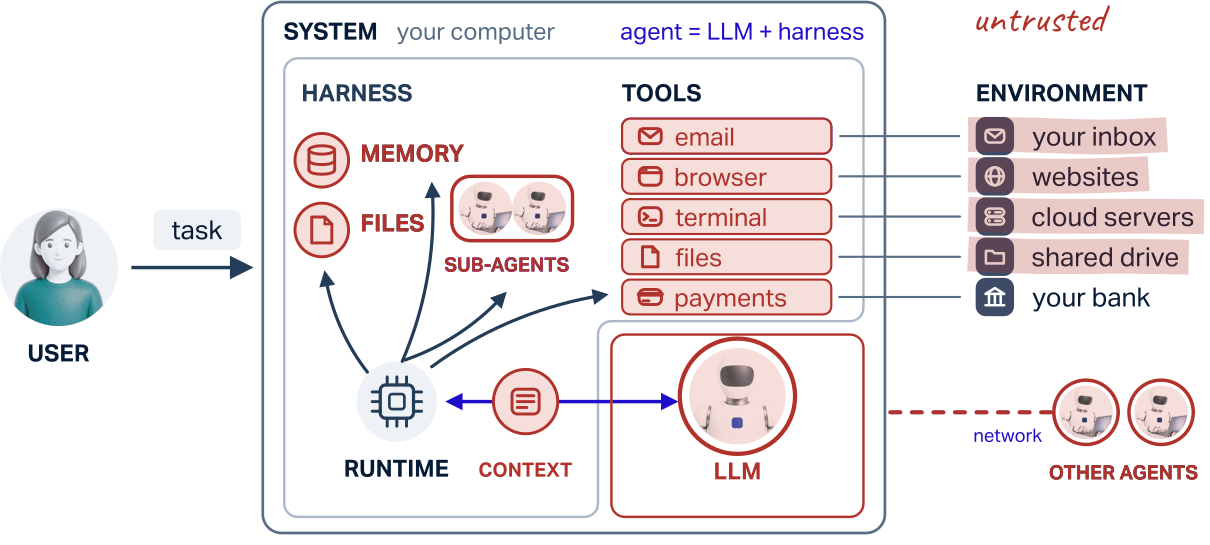 untrusted
SYSTEM your computer
agent = LLM + harness
HARNESS
TOOLS
ENVIRONMENT
MEMORY
FILES
SUB-AGENTS
email
browser
terminal
files
payments
your inbox
websites
cloud servers
shared drive
your bank
task
USER
RUNTIME
CONTEXT
LLM
network
OTHER AGENTS